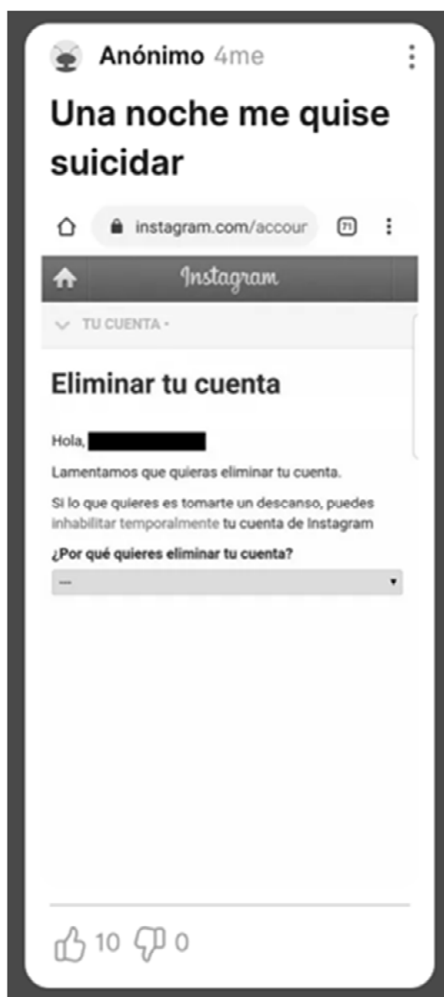 Anónimo 4me
Una noche me quise
suicidar
instagram.com/accour
71
Instagram
TU CUENTA -
Eliminar tu cuenta
Hola,
Lamentamos que quieras eliminar tu cuenta.
Si lo que quieres es tomarte un descanso, puedes
inhabilitar temporalmente tu cuenta de Instagram
¿Por qué quieres eliminar tu cuenta?
---
10 0